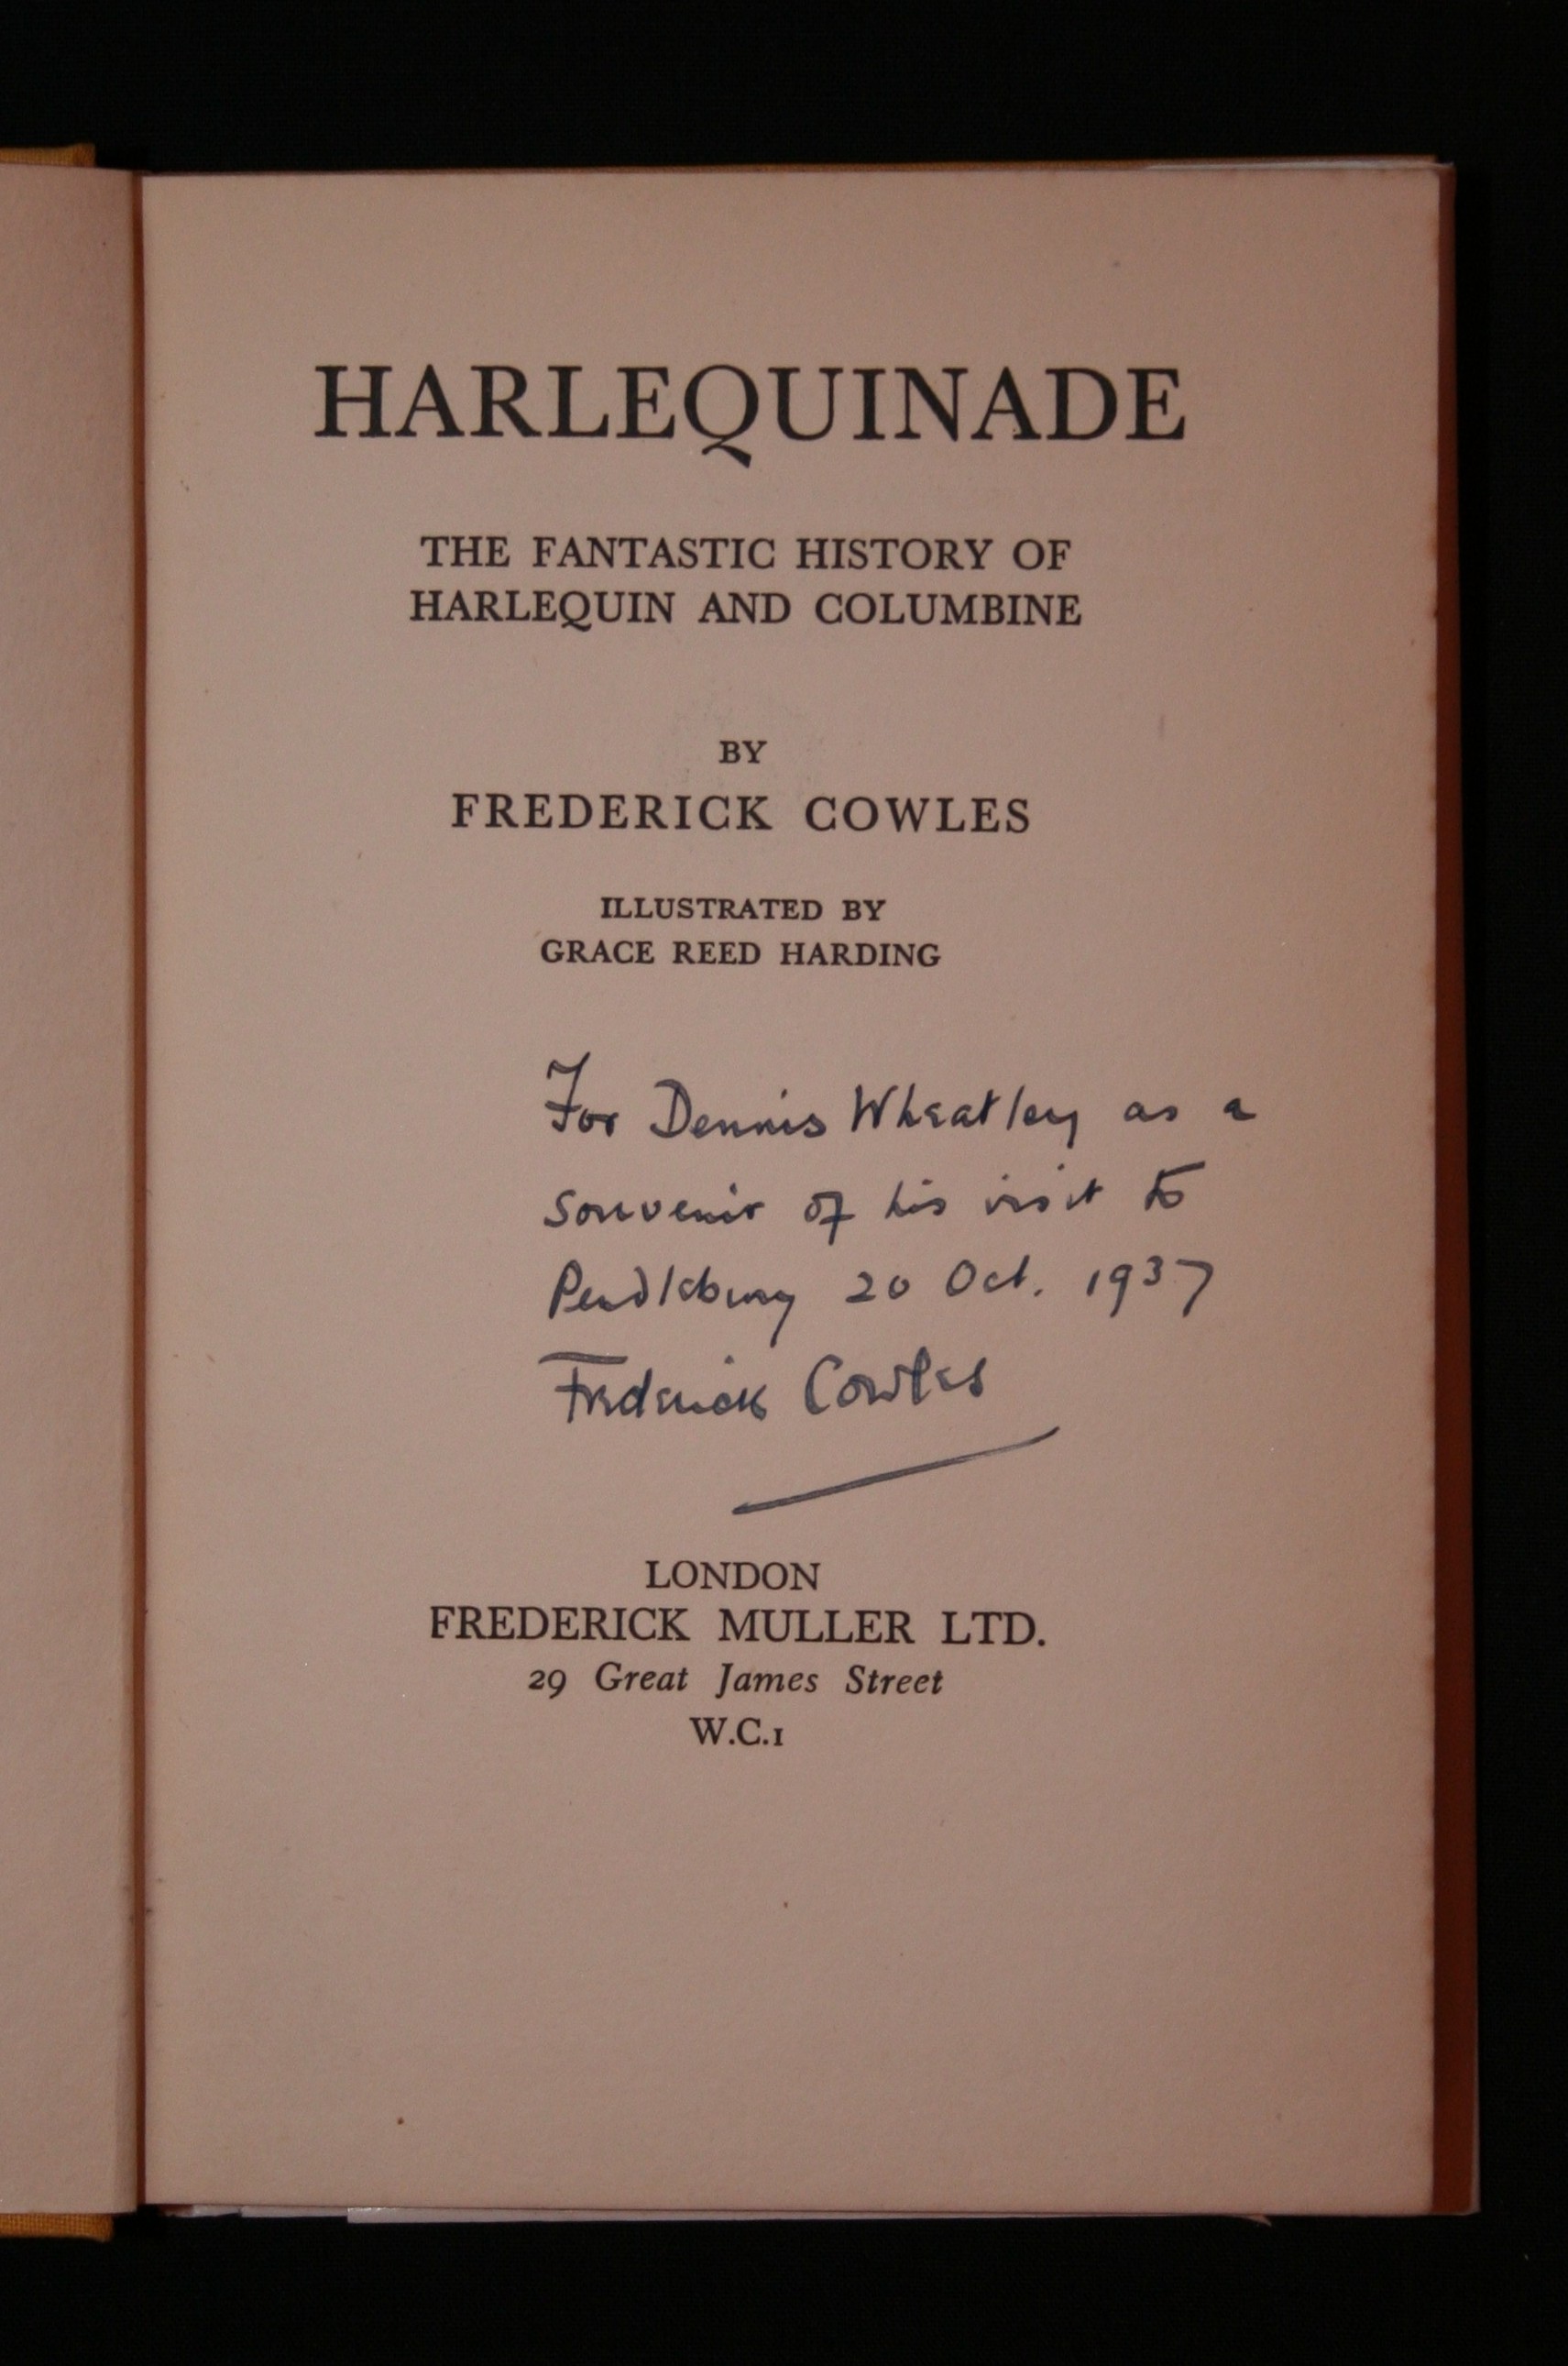 HARLEQUINADE
THE FANTASTIC HISTORY OF
HARLEQUIN AND COLUMBINE
BY
FREDERICK COWLES
ILLUSTRATED BY
GRACE REED HARDING
For Dennis Wheatley as a
souvenir of his visit to
Pendlebury 20 Oct. 1937
Frederick Cowles
LONDON
FREDERICK MULLER LTD.
29 Great James Street
W.C.1